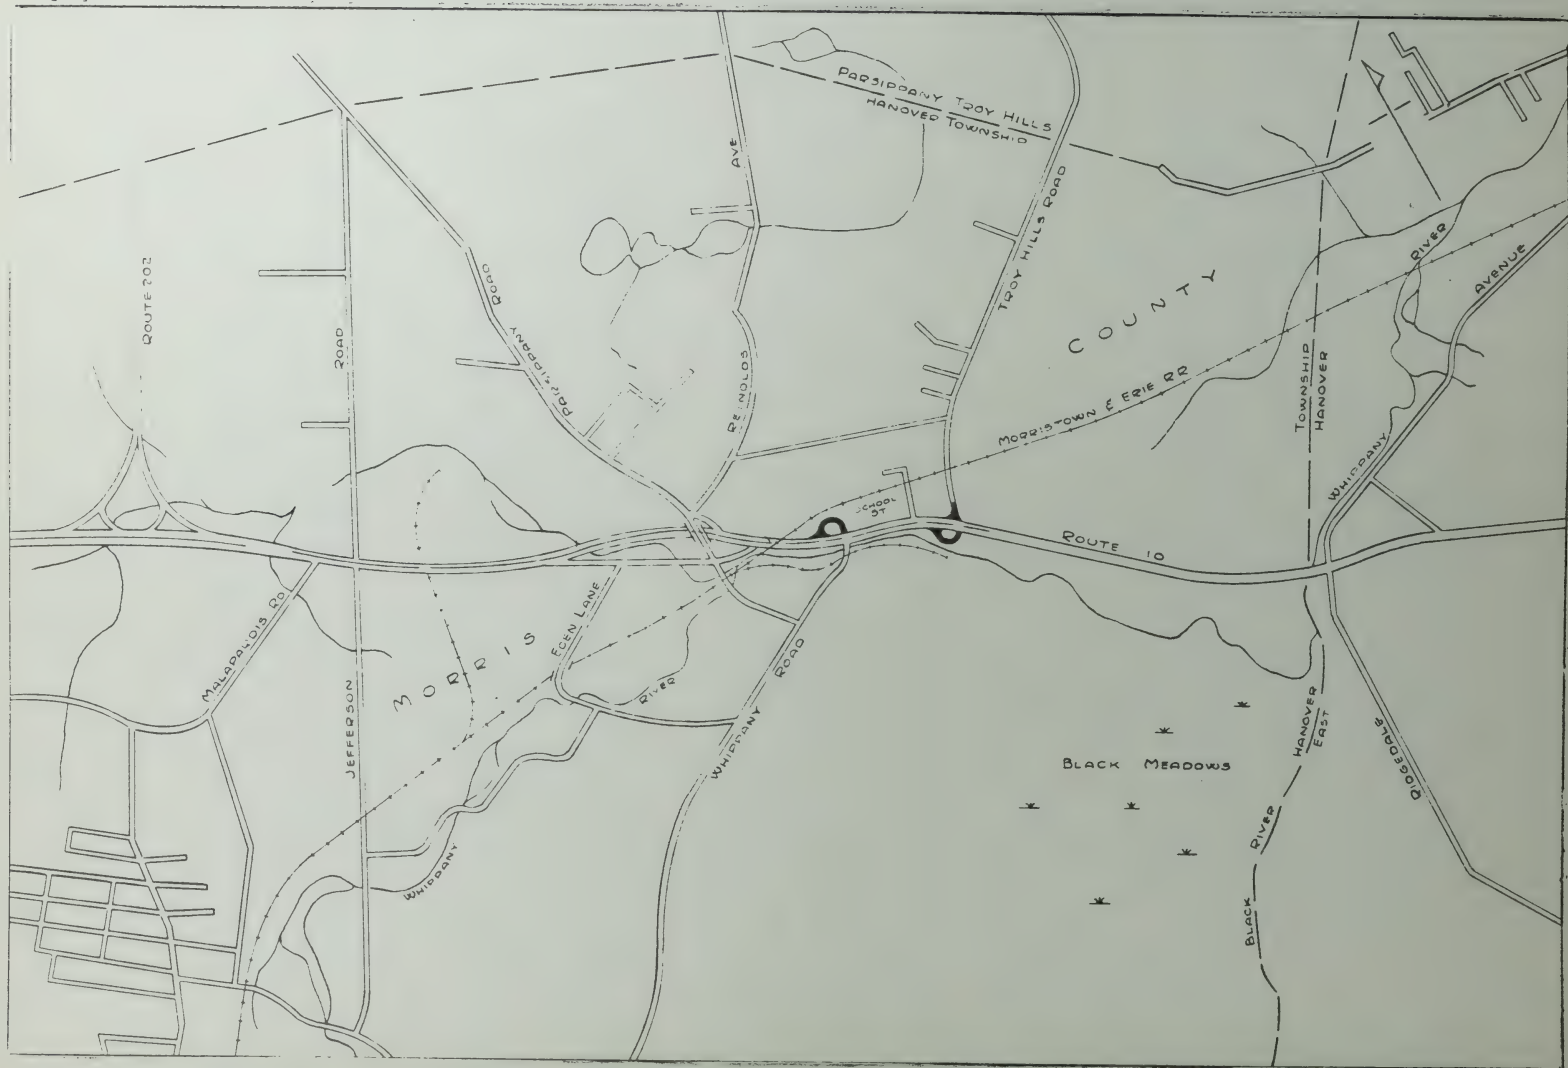 PARSIPPANY TROY HILLS
HANOVER TOWNSHIP
AVE
TROY HILLS ROAD
ROUTE 202
ROAD
ROAD
PARSIPPANY
REYNOLDS
COUNTY
RIVER
AVENUE
MORRISTOWN & ERIE RR
TOWNSHIP
HANOVER
WHIPPANY
SCHOOL
ST
ROUTE 10
MALAPARDIS RD
EDEN LANE
MORRIS
JEFFERSON
RIVER
ROAD
WHIPPANY
HANOVER
EAST
BLACK MEADOWS
RIDGEDALE
RIVER
WHIPPANY
BLACK